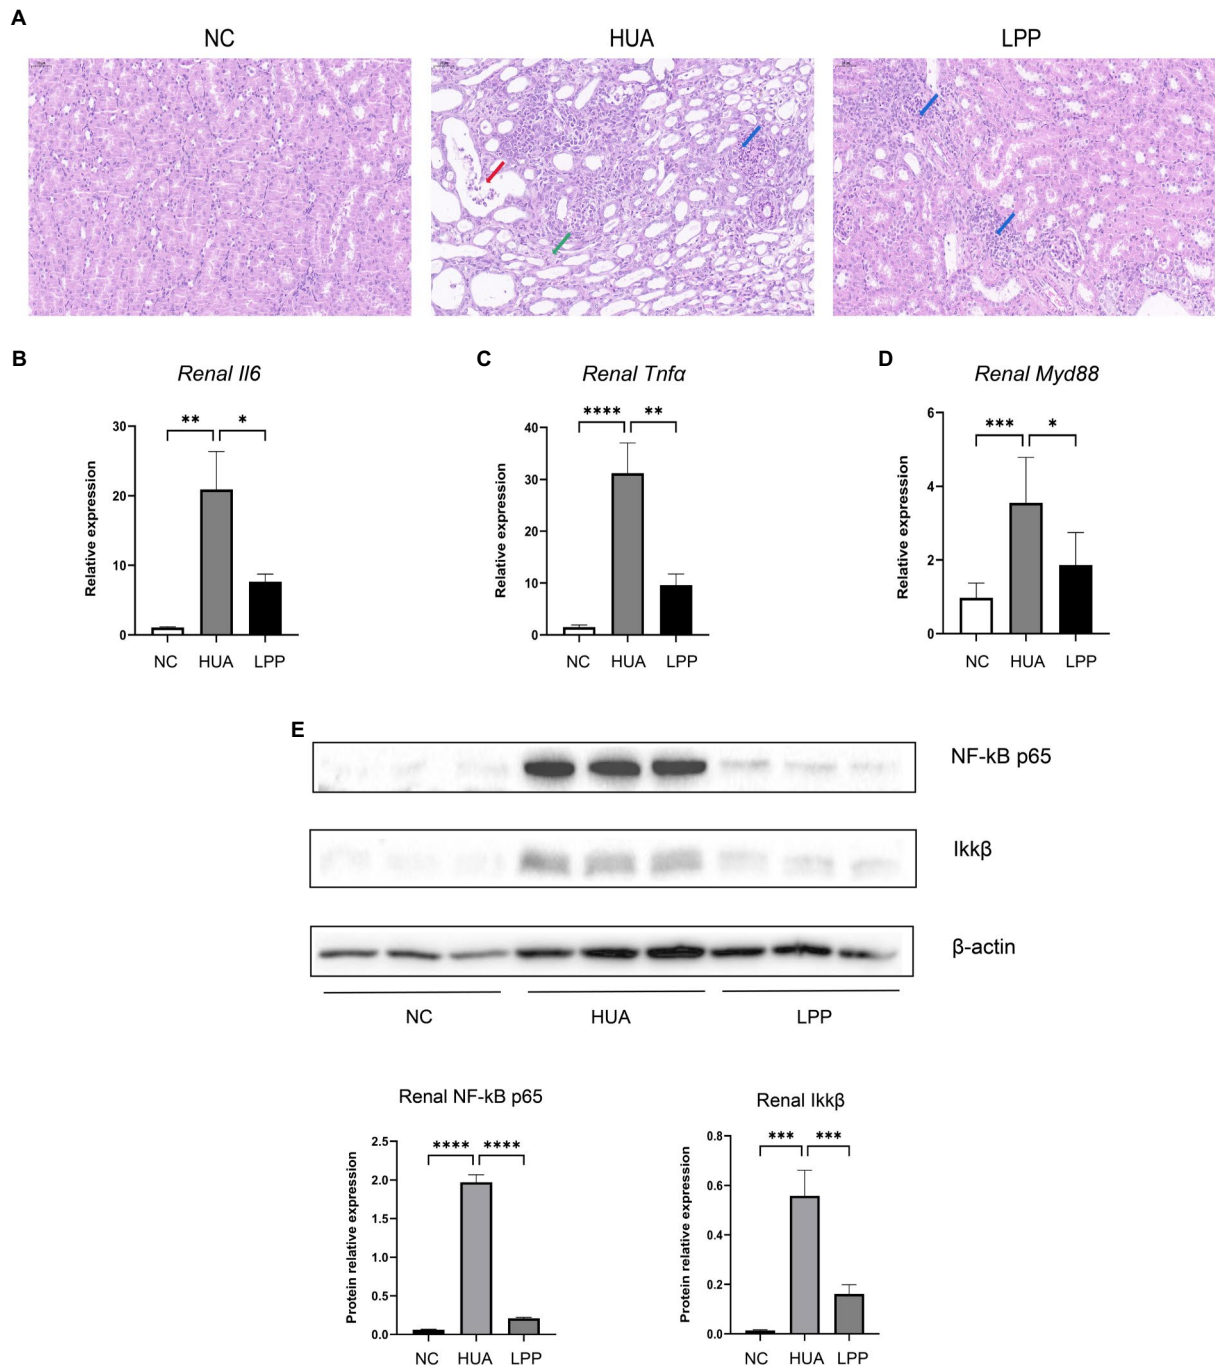 A
NC HUA LPP
B C D
Renal Il6
Renal Tnfα
Renal Myd88
** *
**** **
*** *
Relative expression
30
20
10
0
NC HUA LPP
Relative expression
40
30
20
10
0
NC HUA LPP
Relative expression
6
4
2
0
NC HUA LPP
E
NF-kB p65
Ikkβ
β-actin
NC HUA LPP
Renal NF-kB p65
**** ****
Protein relative expression
2.5
2.0
1.5
1.0
0.5
0.0
NC HUA LPP
Renal Ikkβ
*** ***
Protein relative expression
0.8
0.6
0.4
0.2
0.0
NC HUA LPP